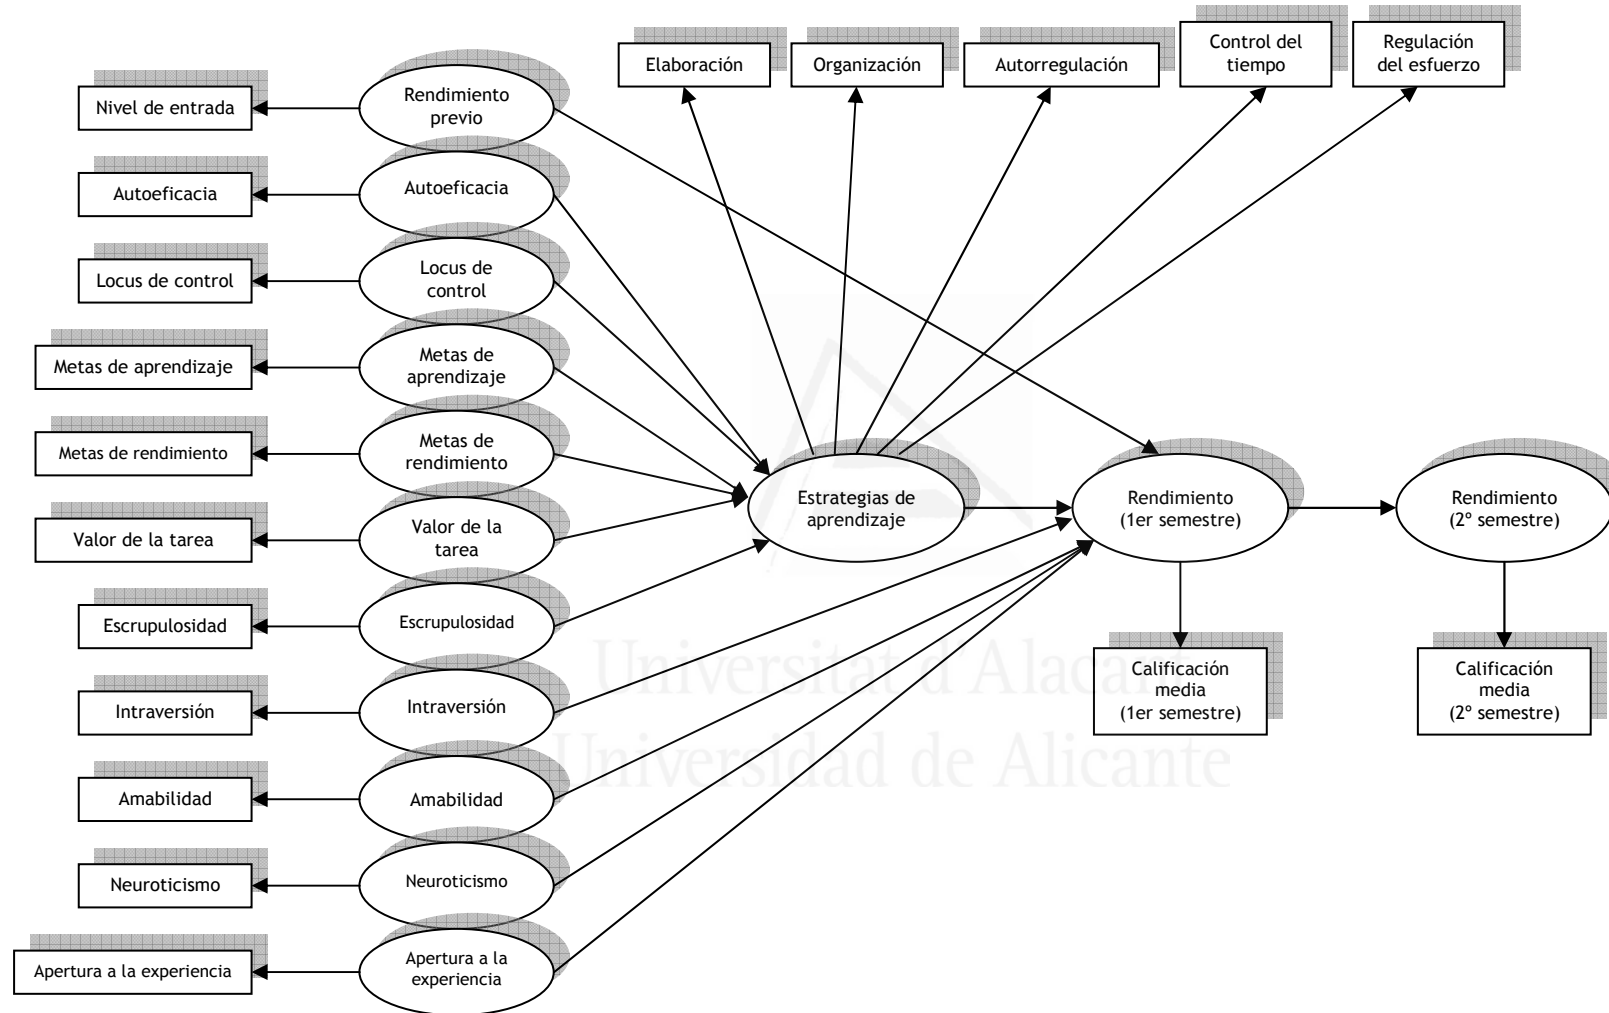 Elaboración
Organización
Autorregulación
Control del
tiempo
Regulación
del esfuerzo
Nivel de entrada
Rendimiento
previo
Autoeficacia
Autoeficacia
Locus de control
Locus de
control
Metas de aprendizaje
Metas de
aprendizaje
Metas de rendimiento
Metas de
rendimiento
Valor de la tarea
Valor de la
tarea
Estrategias de
aprendizaje
Rendimiento
(1er semestre)
Rendimiento
(2º semestre)
Escrupulosidad
Escrupulosidad
Intraversión
Intraversión
Calificación
media
(1er semestre)
Calificación
media
(2º semestre)
Amabilidad
Amabilidad
Neuroticismo
Neuroticismo
Apertura a la experiencia
Apertura a la
experiencia
Universitat d'Alacant
Universidad de Alicante